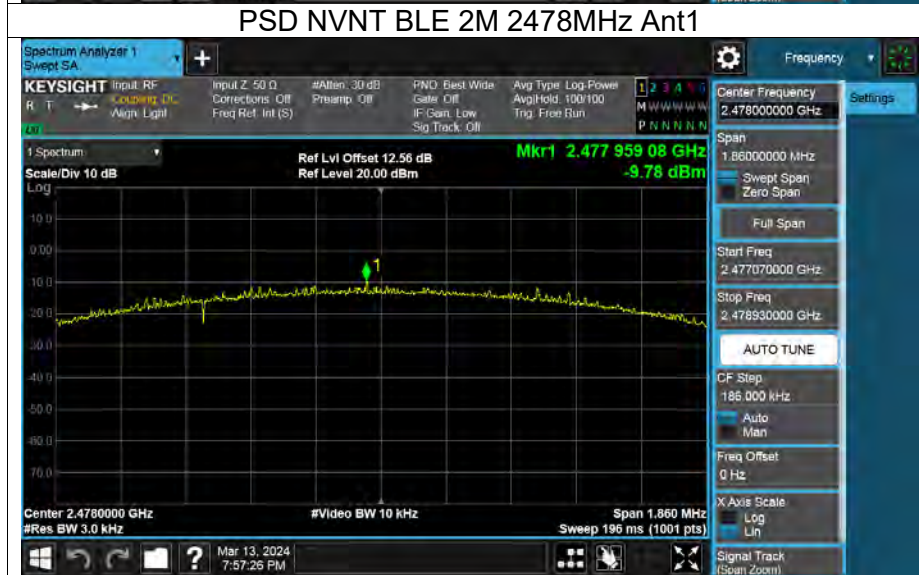 PSD NVNT BLE 2M 2478MHz Ant1
Spectrum Analyzer 1
Swept SA
+
Frequency
KEYSIGHT
R T
Input: RF
Coupling: DC
Align: Light
Input Z: 50 Ω
Corrections: Off
Freq Ref: Int (S)
#Atten: 30 dB
Preamp: Off
PNO: Best Wide
Gate: Off
IF Gain: Low
Sig Track: Off
Avg Type: Log-Power
Avg|Hold: 100/100
Trig: Free Run
1 2 3 4 5 6
M W W W W W
P N N N N N
1 Spectrum
Scale/Div 10 dB
Log
Ref Lvl Offset 12.56 dB
Ref Level 20.00 dBm
Mkr1 2.477 959 08 GHz
-9.78 dBm
10.0
0.00
-10.0
-20.0
-30.0
-40.0
-50.0
-60.0
-70.0
1
Center 2.4780000 GHz
#Res BW 3.0 kHz
#Video BW 10 kHz
Span 1.860 MHz
Sweep 196 ms (1001 pts)
?
Mar 13, 2024
7:57:26 PM
Center Frequency
2.478000000 GHz
Settings
Span
1.86000000 MHz
Swept Span
Zero Span
Full Span
Start Freq
2.477070000 GHz
Stop Freq
2.478930000 GHz
AUTO TUNE
CF Step
186.000 kHz
Auto
Man
Freq Offset
0 Hz
X Axis Scale
Log
Lin
Signal Track
(Span Zoom)